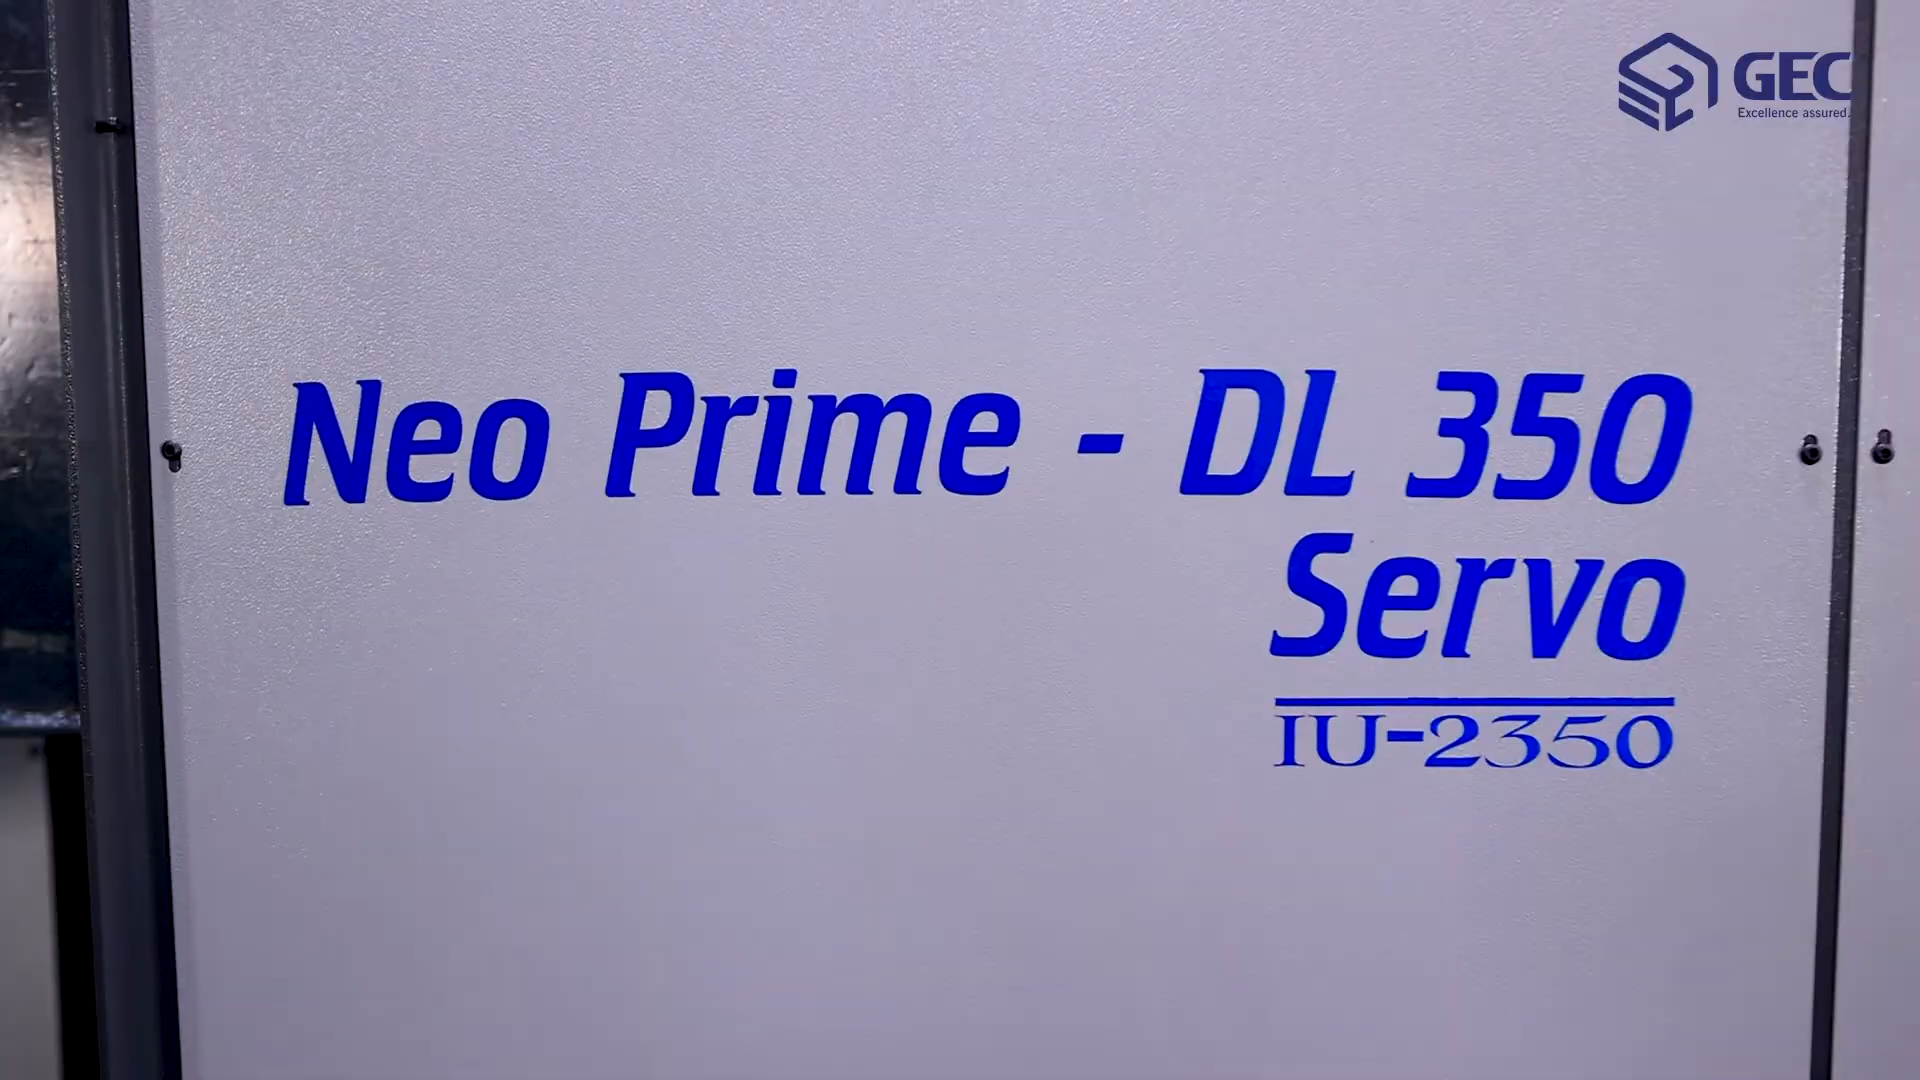 GEC
Excellence assured.
Neo Prime - DL 350
Servo
IU-2350